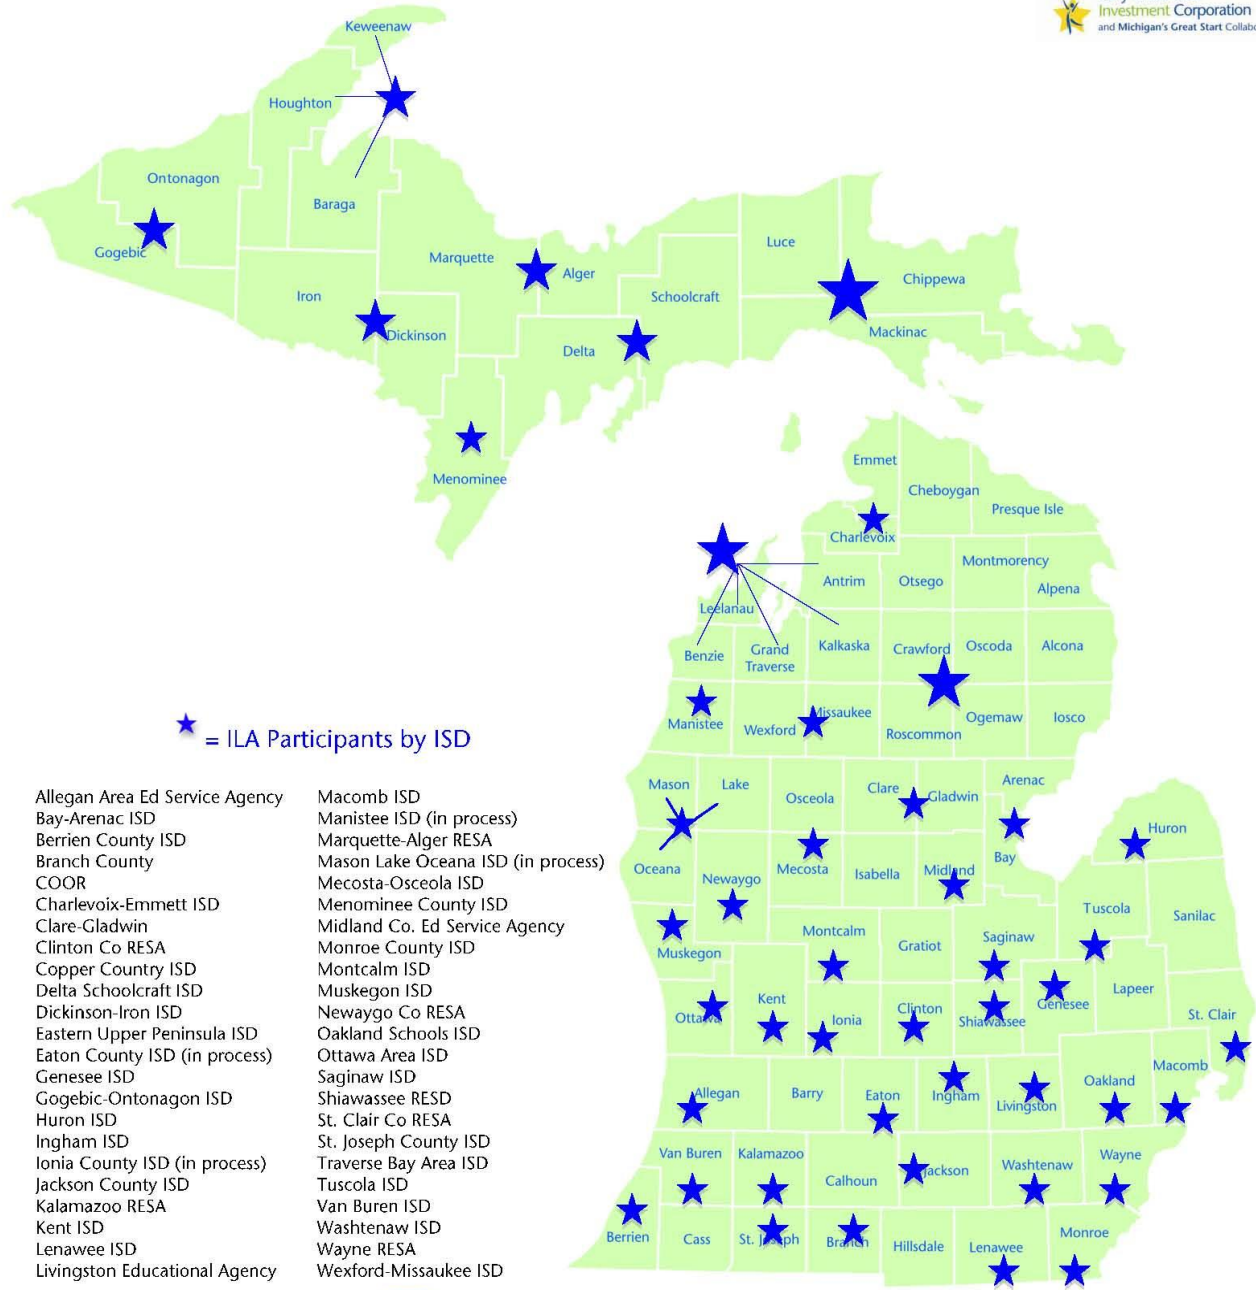 Investment Corporation
and Michigan's Great Start
Keweenaw
Houghton
Ontonagon
Baraga
Gogebic
Marquette
Alger
Luce
Chippewa
Iron
Schoolcraft
Dickinson
Mackinac
Delta
Menominee
Emmet
Cheboygan
Presque Isle
Charlevoix
Antrim
Otsego
Montmorency
Alpena
Leelanau
Benzie
Grand
Traverse
Kalkaska
Crawford
Oscoda
Alcona
Manistee
Wexford
Missaukee
Roscommon
Ogemaw
Iosco
= ILA Participants by ISD
Mason
Lake
Osceola
Clare
Gladwin
Arenac
Huron
Oceana
Newaygo
Mecosta
Isabella
Midland
Bay
Tuscola
Sanilac
Muskegon
Montcalm
Gratiot
Saginaw
Ottawa
Kent
Ionia
Clinton
Shiawassee
Genesee
Lapeer
St. Clair
Allegan
Barry
Eaton
Ingham
Livingston
Oakland
Macomb
Van Buren
Kalamazoo
Calhoun
Jackson
Washtenaw
Wayne
Berrien
Cass
St. Joseph
Branch
Hillsdale
Lenawee
Monroe
Allegan Area Ed Service Agency
Bay-Arenac ISD
Berrien County ISD
Branch County
COOR
Charlevoix-Emmett ISD
Clare-Gladwin
Clinton Co RESA
Copper Country ISD
Delta Schoolcraft ISD
Dickinson-Iron ISD
Eastern Upper Peninsula ISD
Eaton County ISD (in process)
Genesee ISD
Gogebic-Ontonagon ISD
Huron ISD
Ingham ISD
Ionia County ISD (in process)
Jackson County ISD
Kalamazoo RESA
Kent ISD
Lenawee ISD
Livingston Educational Agency
Macomb ISD
Manistee ISD (in process)
Marquette-Alger RESA
Mason Lake Oceana ISD (in process)
Mecosta-Osceola ISD
Menominee County ISD
Midland Co. Ed Service Agency
Monroe County ISD
Montcalm ISD
Muskegon ISD
Newaygo Co RESA
Oakland Schools ISD
Ottawa Area ISD
Saginaw ISD
Shiawassee RESD
St. Clair Co RESA
St. Joseph County ISD
Traverse Bay Area ISD
Tuscola ISD
Van Buren ISD
Washtenaw ISD
Wayne RESA
Wexford-Missaukee ISD